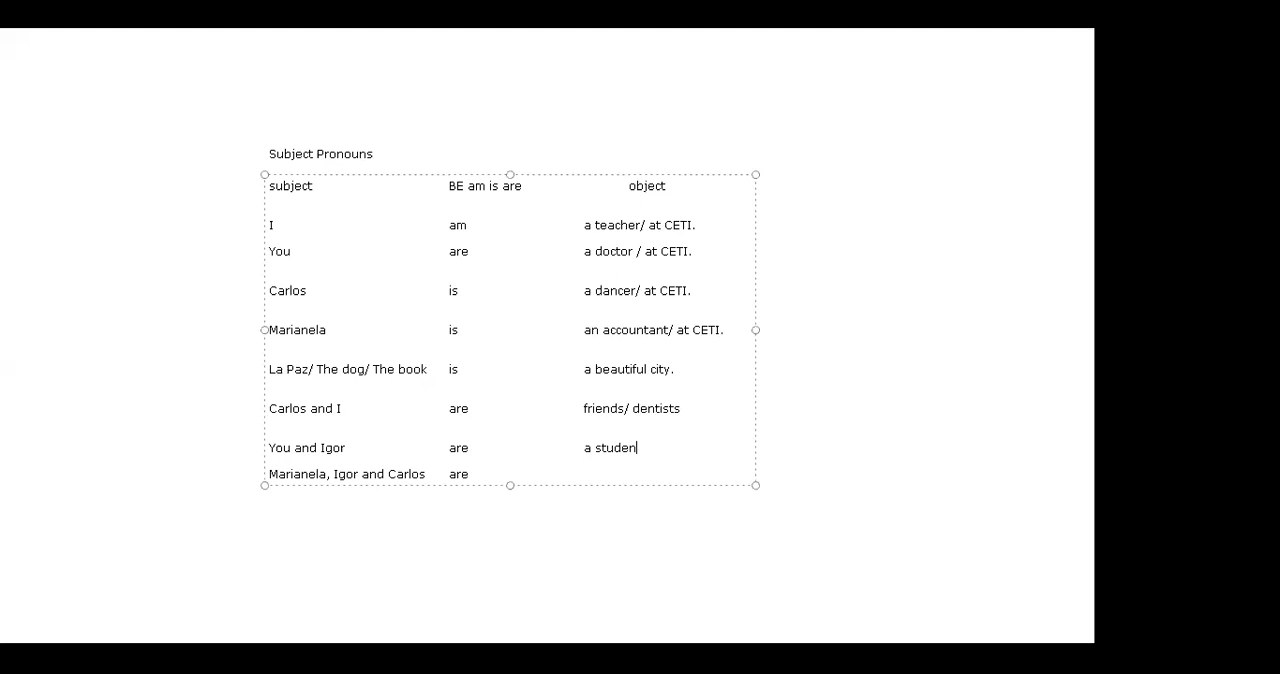 Subject Pronouns
subject BE am is are object
I am a teacher/ at CETI.
You are a doctor / at CETI.
Carlos is a dancer/ at CETI.
Marianela is an accountant/ at CETI.
La Paz/ The dog/ The book is a beautiful city.
Carlos and I are friends/ dentists
You and Igor are a studen
Marianela, Igor and Carlos are